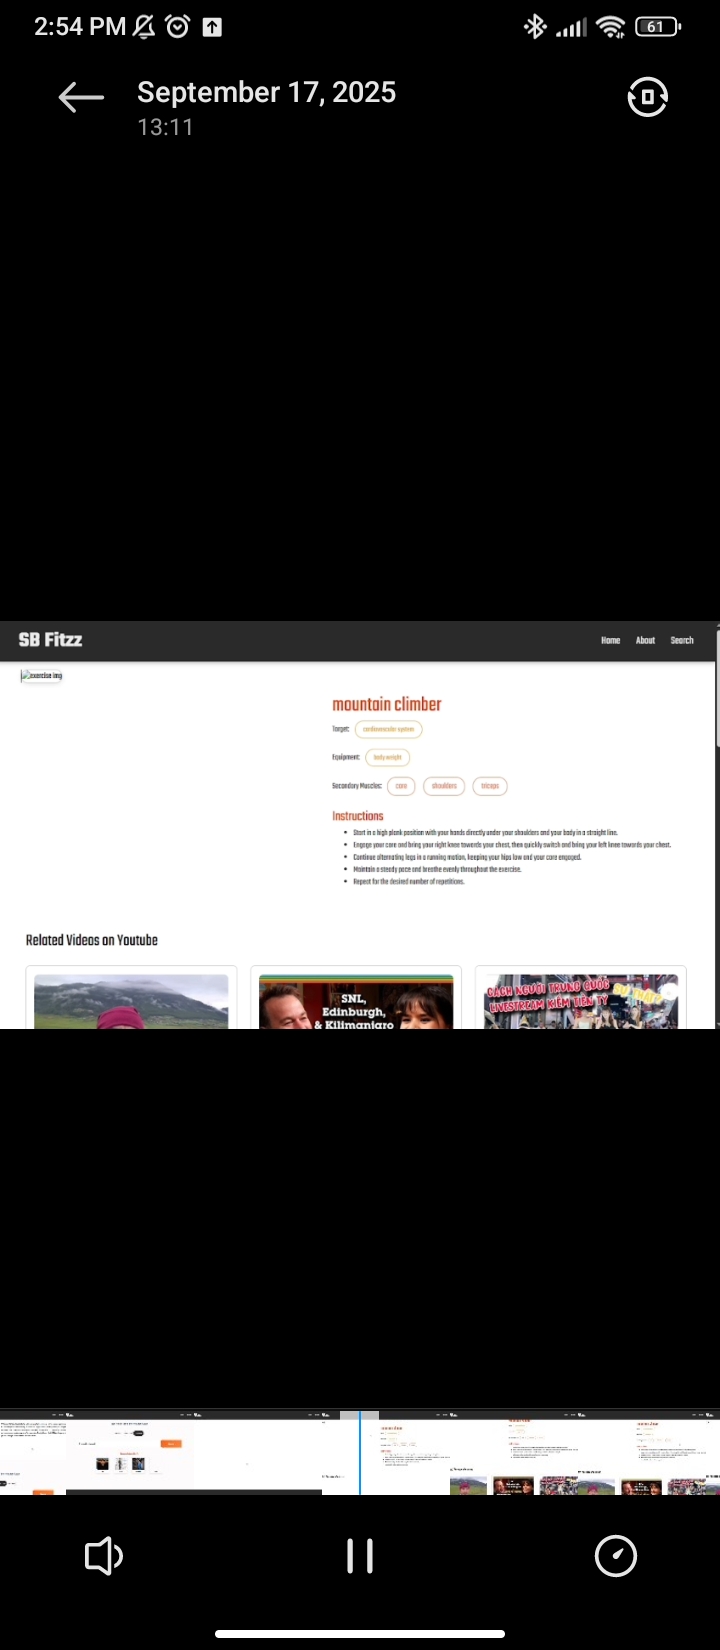 2:54 PM
61
September 17, 2025
13:11
SB Fitzz
Home About Search
exercise img
mountain climber
Target: cardiovascular system
Equipment: body weight
Secondary Muscles: core shoulders triceps
Instructions
Start in a high plank position with your hands directly under your shoulders and your body in a straight line.
Engage your core and bring your right knee towards your chest, then quickly switch and bring your left knee towards your chest.
Continue alternating legs in a running motion, keeping your hips low and your core engaged.
Maintain a steady pace and breathe evenly throughout the exercise.
Repeat for the desired number of repetitions.
Related Videos on Youtube
SNL,
Edinburgh,
& Kilimanjaro
CÁCH NGƯỜI TRUNG QUỐC
LIVESTREAM KIẾM TIỀN TỶ